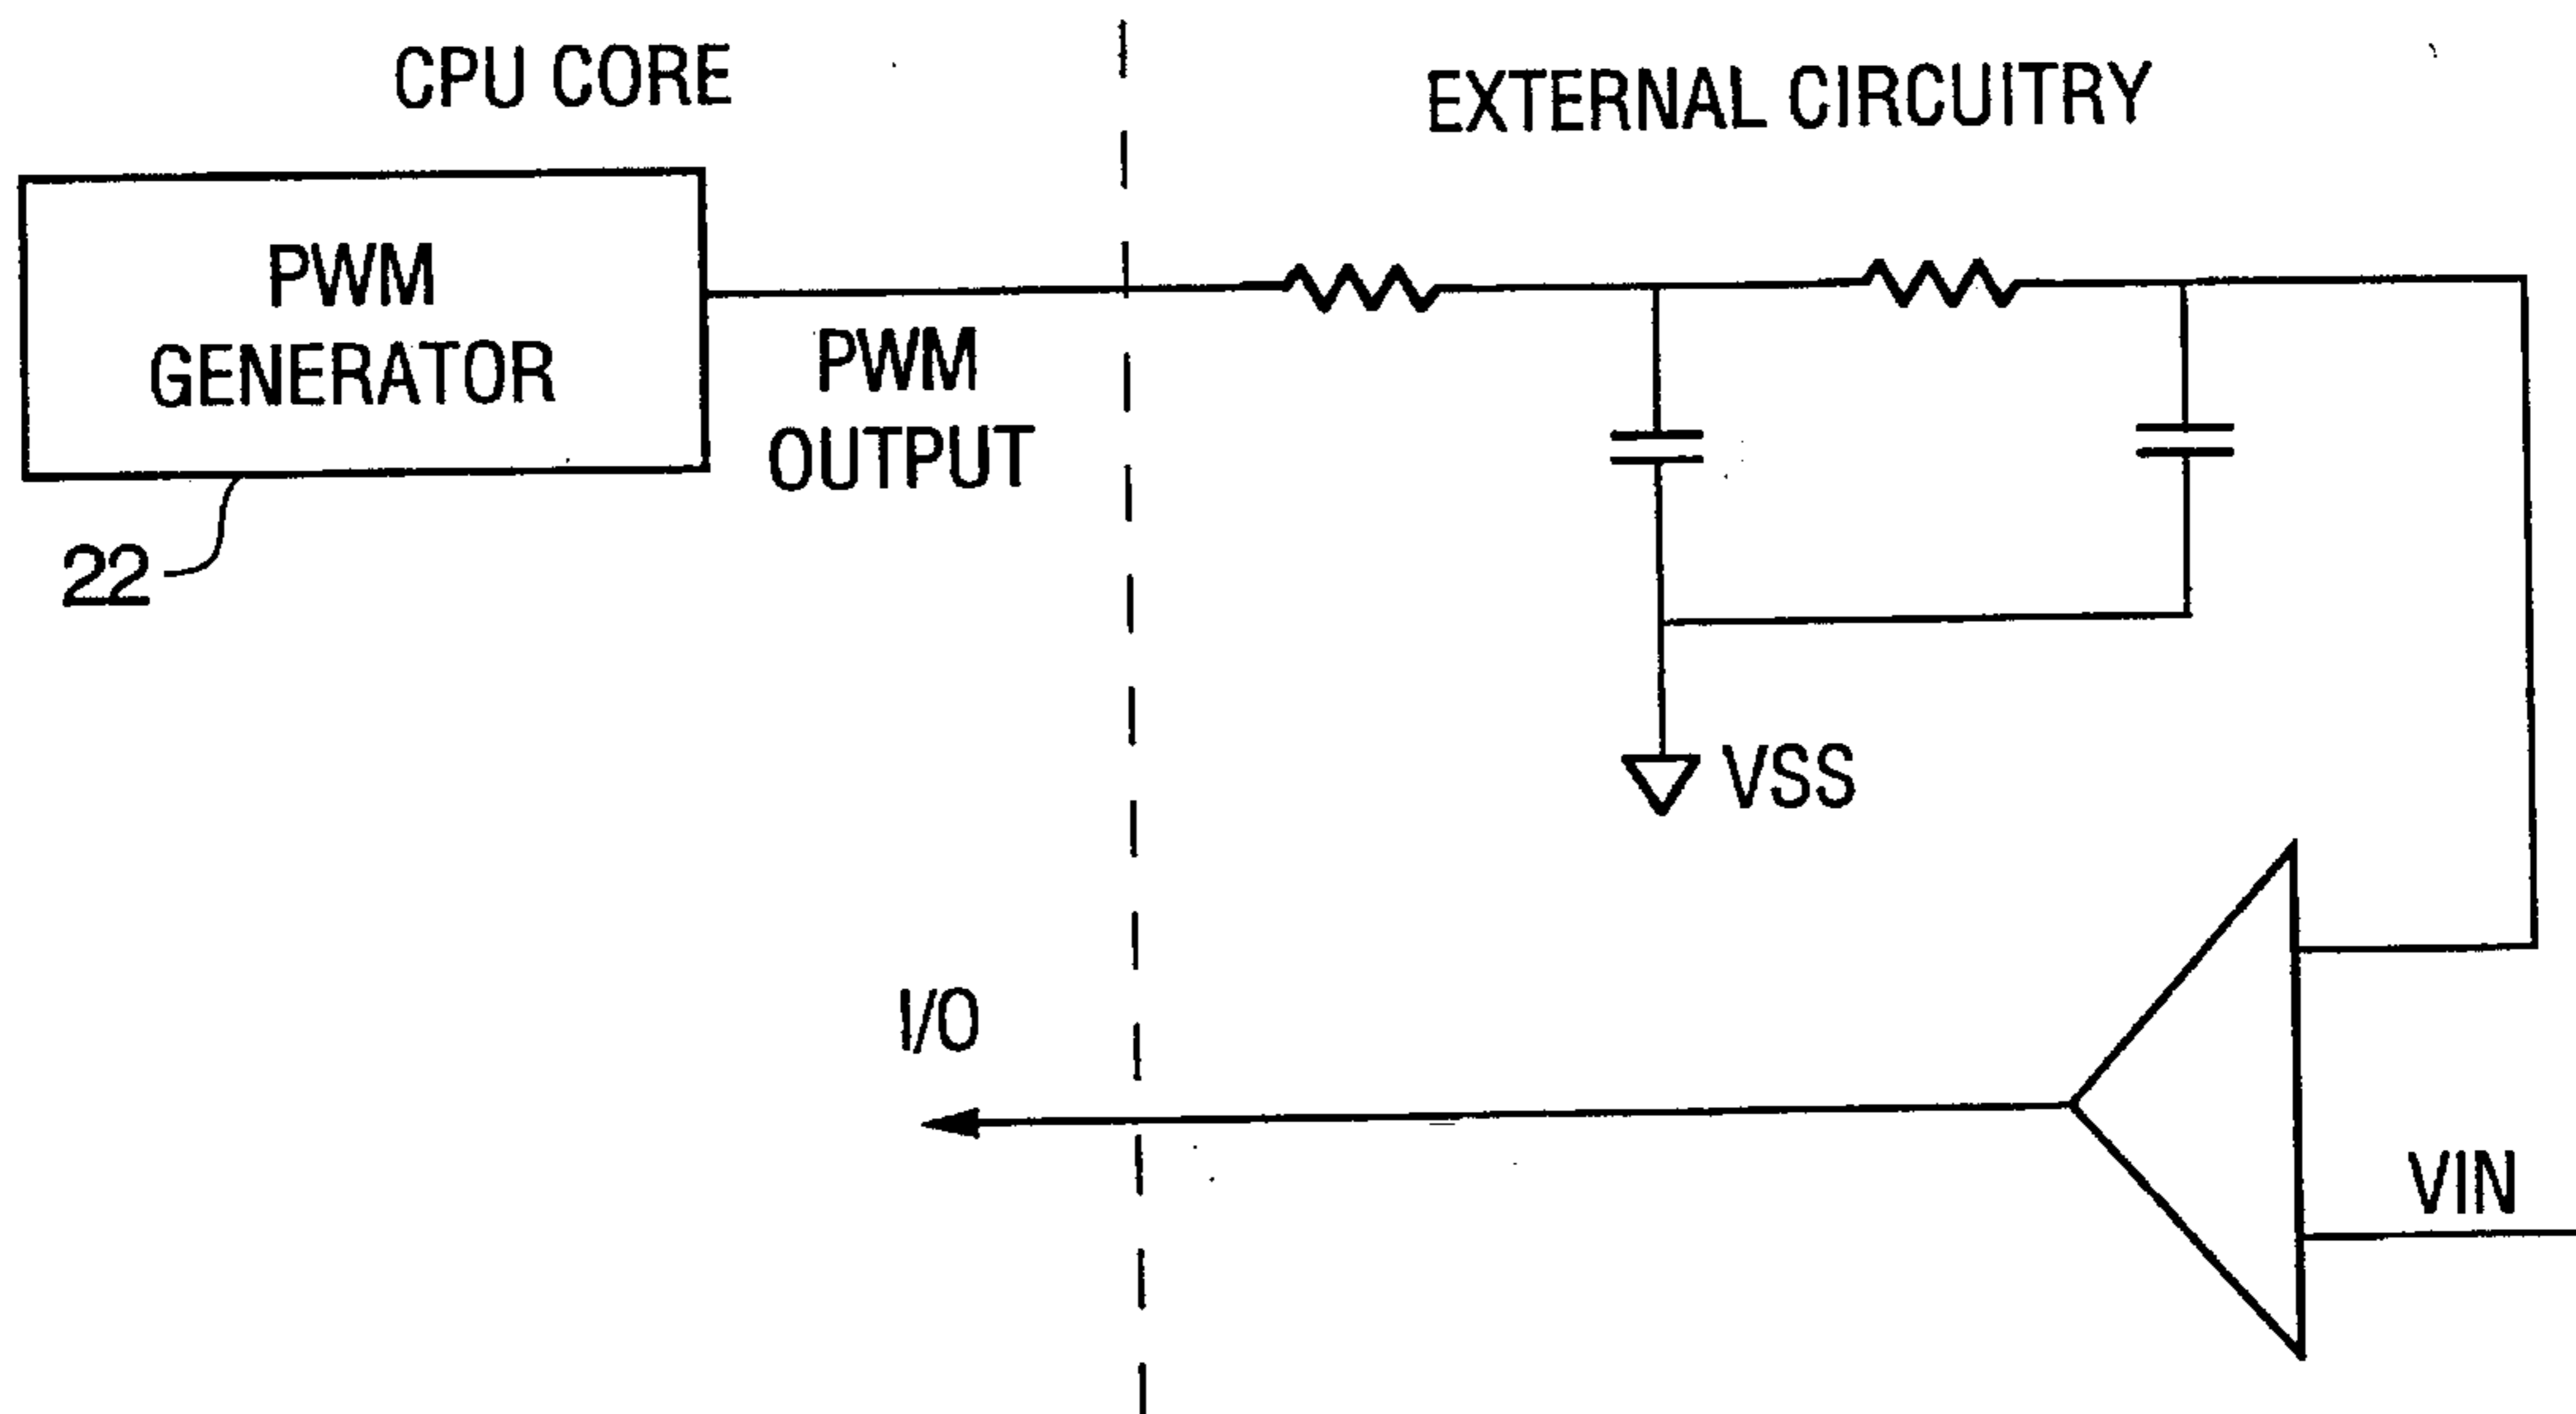 CPU CORE
EXTERNAL CIRCUITRY
PWM
GENERATOR
PWM
OUTPUT
22
VSS
I/O
VIN